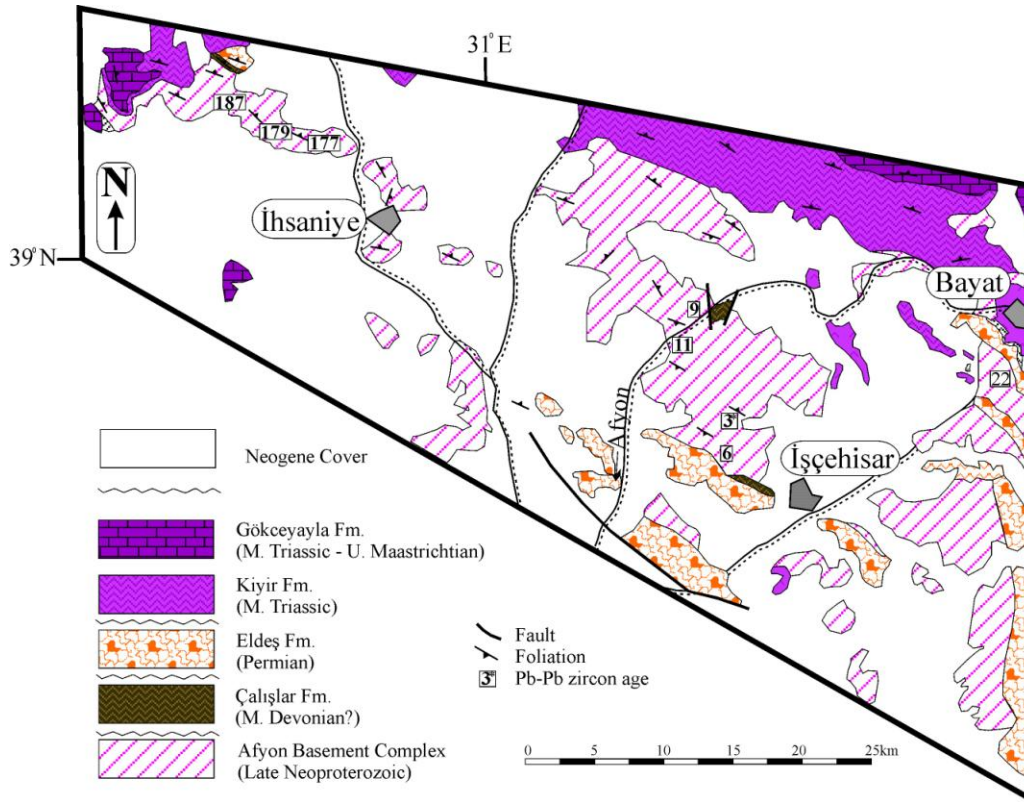 31° E
187
179
177
N
İhsaniye
39° N
Bayat
9
11
22
3*
Afyon
6
İşçehisar
Neogene Cover
Gökceyayla Fm.
(M. Triassic - U. Maastrichtian)
Kiyir Fm.
(M. Triassic)
Eldeş Fm.
(Permian)
Çalışlar Fm.
(M. Devonian?)
Afyon Basement Complex
(Late Neoproterozoic)
Fault
Foliation
3* Pb-Pb zircon age
0 5 10 15 20 25km